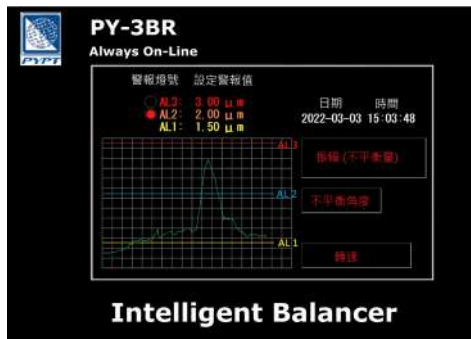 PY-3BR
Always On-Line
PYPT
警報燈號 設定警報值
AL3: 3.00 μm
AL2: 2.00 μm
AL1: 1.50 μm
日期 時間
2022-03-03 15:03:48
AL3
振幅 (不平衡量)
AL2
不平衡角度
AL1
轉速
Intelligent Balancer